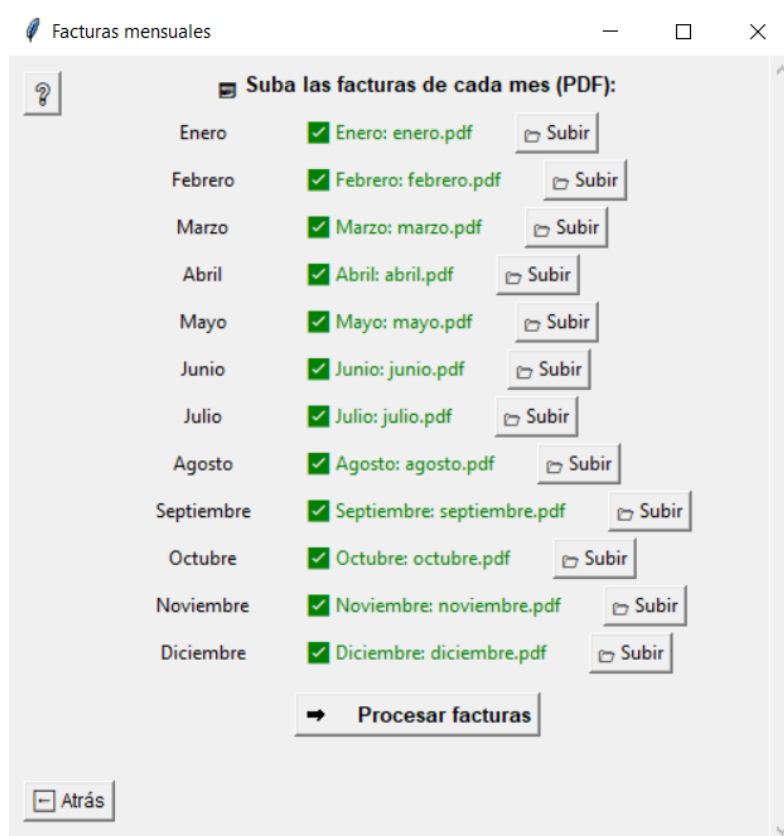 Facturas mensuales
?
Suba las facturas de cada mes (PDF):
Enero Enero: enero.pdf Subir
Febrero Febrero: febrero.pdf Subir
Marzo Marzo: marzo.pdf Subir
Abril Abril: abril.pdf Subir
Mayo Mayo: mayo.pdf Subir
Junio Junio: junio.pdf Subir
Julio Julio: julio.pdf Subir
Agosto Agosto: agosto.pdf Subir
Septiembre Septiembre: septiembre.pdf Subir
Octubre Octubre: octubre.pdf Subir
Noviembre Noviembre: noviembre.pdf Subir
Diciembre Diciembre: diciembre.pdf Subir
Procesar facturas
Atrás